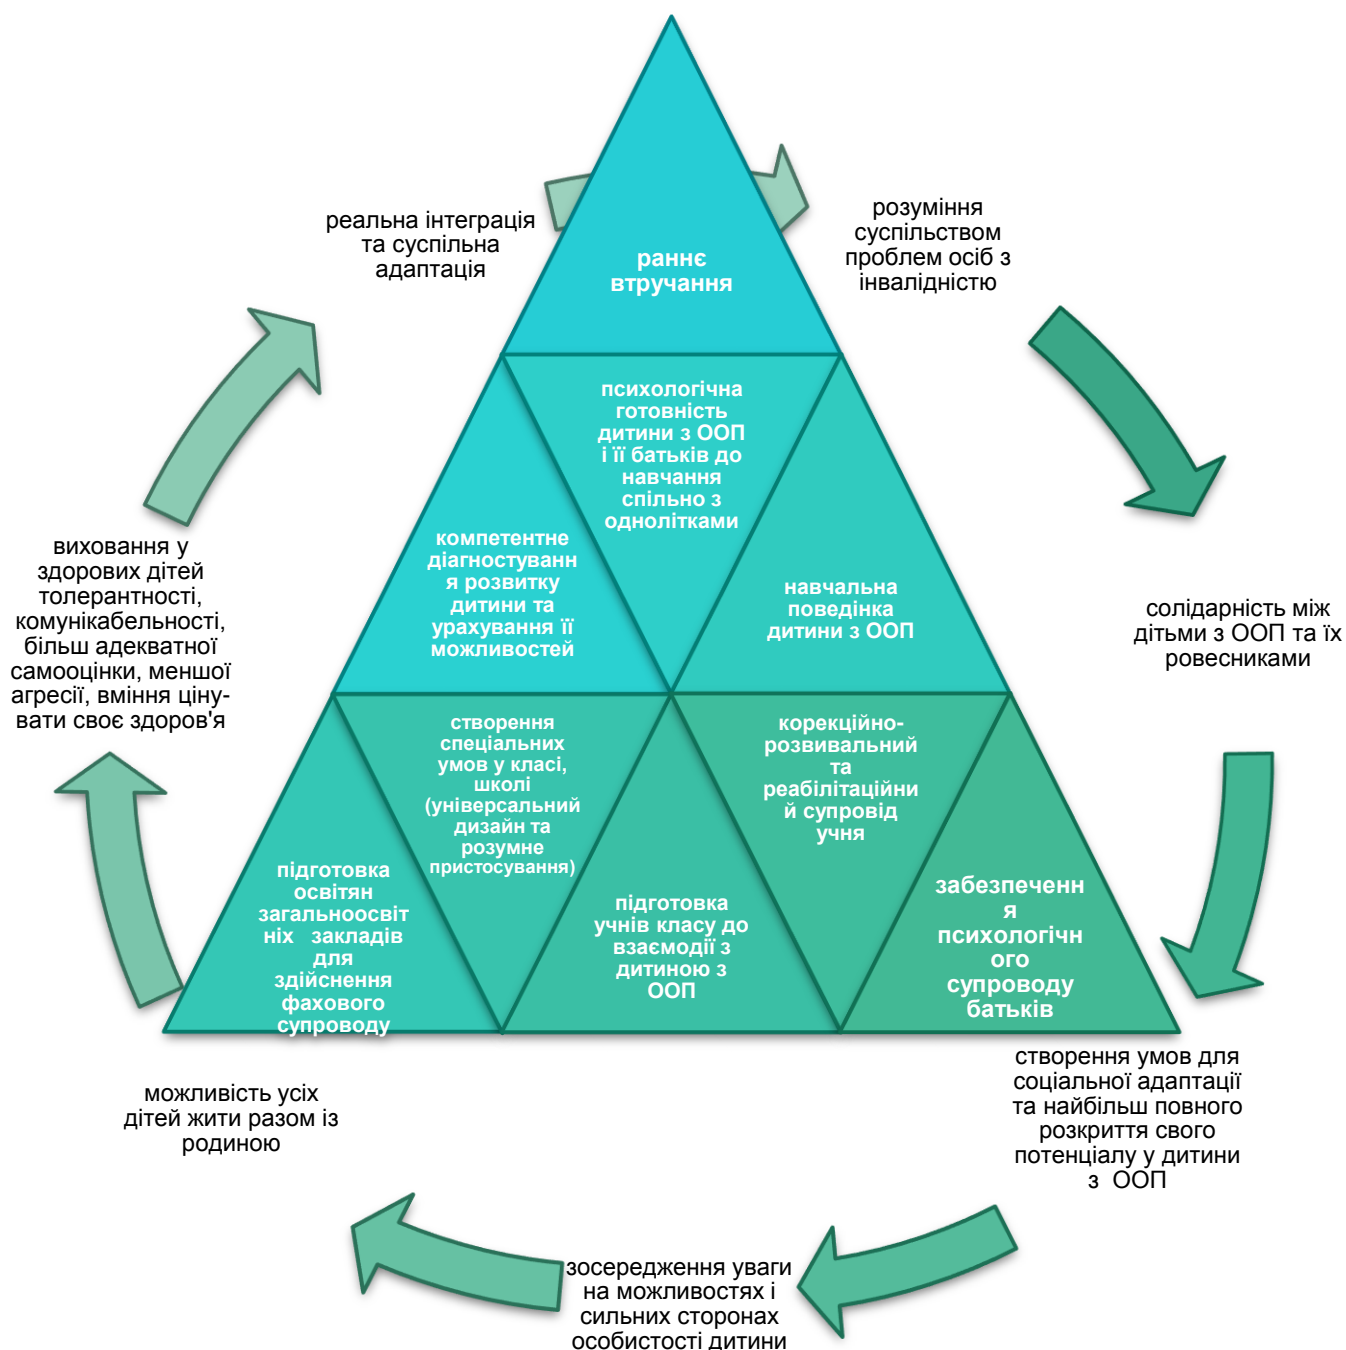 реальна інтеграція
та суспільна
адаптація
розуміння
суспільством
проблем осіб з
інвалідністю
раннє
втручання
психологічна
готовність
дитини з ООП
і її батьків до
навчання
спільно з
однолітками
компетентне
діагностуванн
я розвитку
дитини та
урахування її
можливостей
навчальна
поведінка
дитини з ООП
виховання у
здорових дітей
толерантності,
комунікабельності,
більш адекватної
самооцінки, меншої
агресії, вміння ціну-
вати своє здоров'я
солідарність між
дітьми з ООП та їх
ровесниками
створення
спеціальних
умов у класі,
школі
(універсальний
дизайн та
розумне
пристосування)
корекційно-
розвивальний
та
реабілітаційни
й супровід
учня
підготовка
освітян
загальноосвіт
ніх закладів
для
здійснення
фахового
супроводу
підготовка
учнів класу до
взаємодії з
дитиною з
ООП
забезпеченн
я
психологічн
ого
супроводу
батьків
можливість усіх
дітей жити разом із
родиною
створення умов для
соціальної адаптації
та найбільш повного
розкриття свого
потенціалу у дитини
з ООП
зосередження уваги
на можливостях і
сильних сторонах
особистості дитини